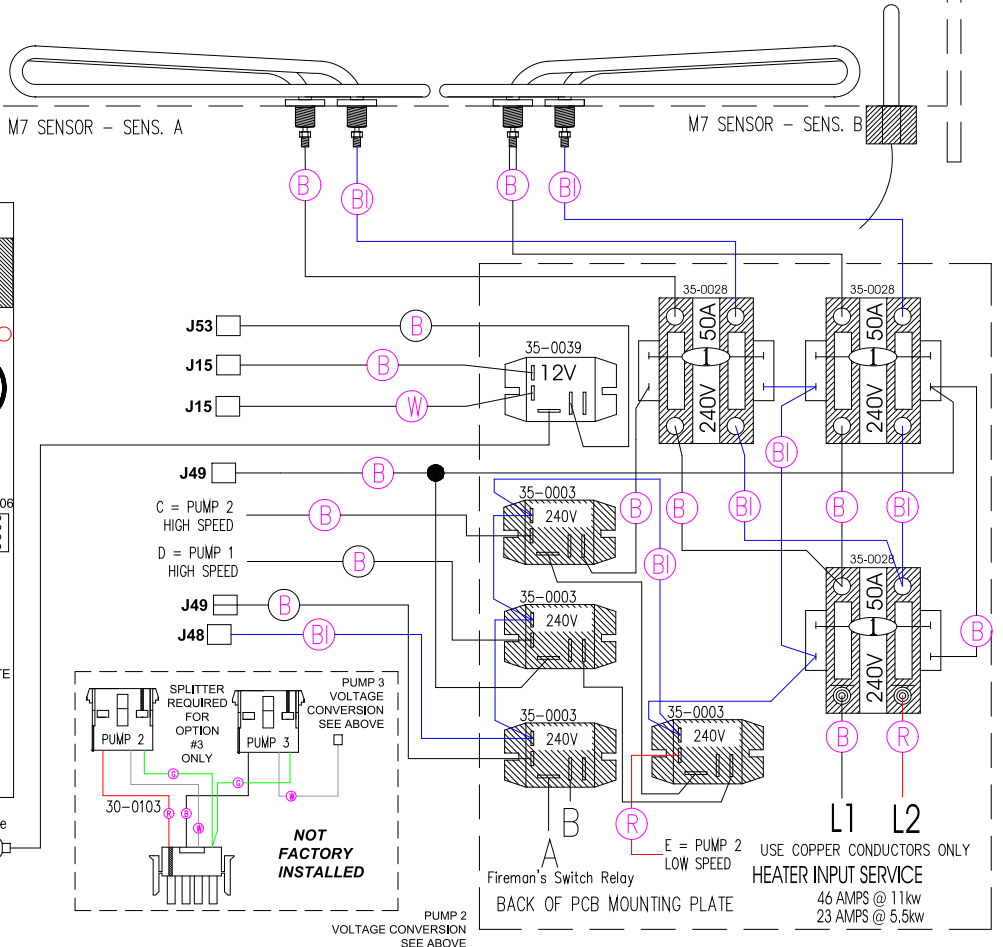 M7 SENSOR - SENS. A
M7 SENSOR - SENS. B
B
Bl
B
Bl
35-0028
35-0028
50A
1
240V
50A
1
240V
J53
B
J15
B
J15
W
35-0039
12V
J49
B
Bl
C = PUMP 2
HIGH SPEED
B
35-0003
240V
B
B
Bl
B
Bl
D = PUMP 1
HIGH SPEED
B
Bl
35-0028
50A
1
240V
J49
B
35-0003
240V
J48
Bl
B
06
TE
e
PUMP 2
SPLITTER
REQUIRED
FOR
OPTION
#3
ONLY
PUMP 3
PUMP 3
VOLTAGE
CONVERSION
SEE ABOVE
G
G
W
30-0103
R
B
W
NOT
FACTORY
INSTALLED
35-0003
240V
35-0003
240V
B
R
R
B
A
L1
L2
E = PUMP 2
LOW SPEED
USE COPPER CONDUCTORS ONLY
Fireman's Switch Relay
HEATER INPUT SERVICE
BACK OF PCB MOUNTING PLATE
46 AMPS @ 11kw
23 AMPS @ 5.5kw
PUMP 2
VOLTAGE CONVERSION
SEE ABOVE